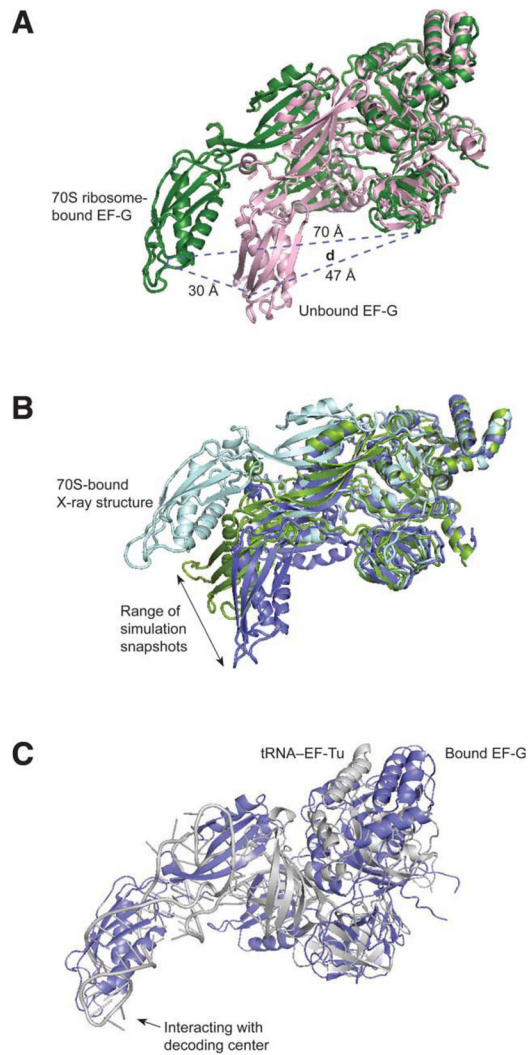 A
70S ribosome-
bound EF-G
70 Å
d
47 Å
30 Å
Unbound EF-G
B
70S-bound
X-ray structure
Range of
simulation
snapshots
C
tRNA–EF-Tu
Bound EF-G
Interacting with
decoding center